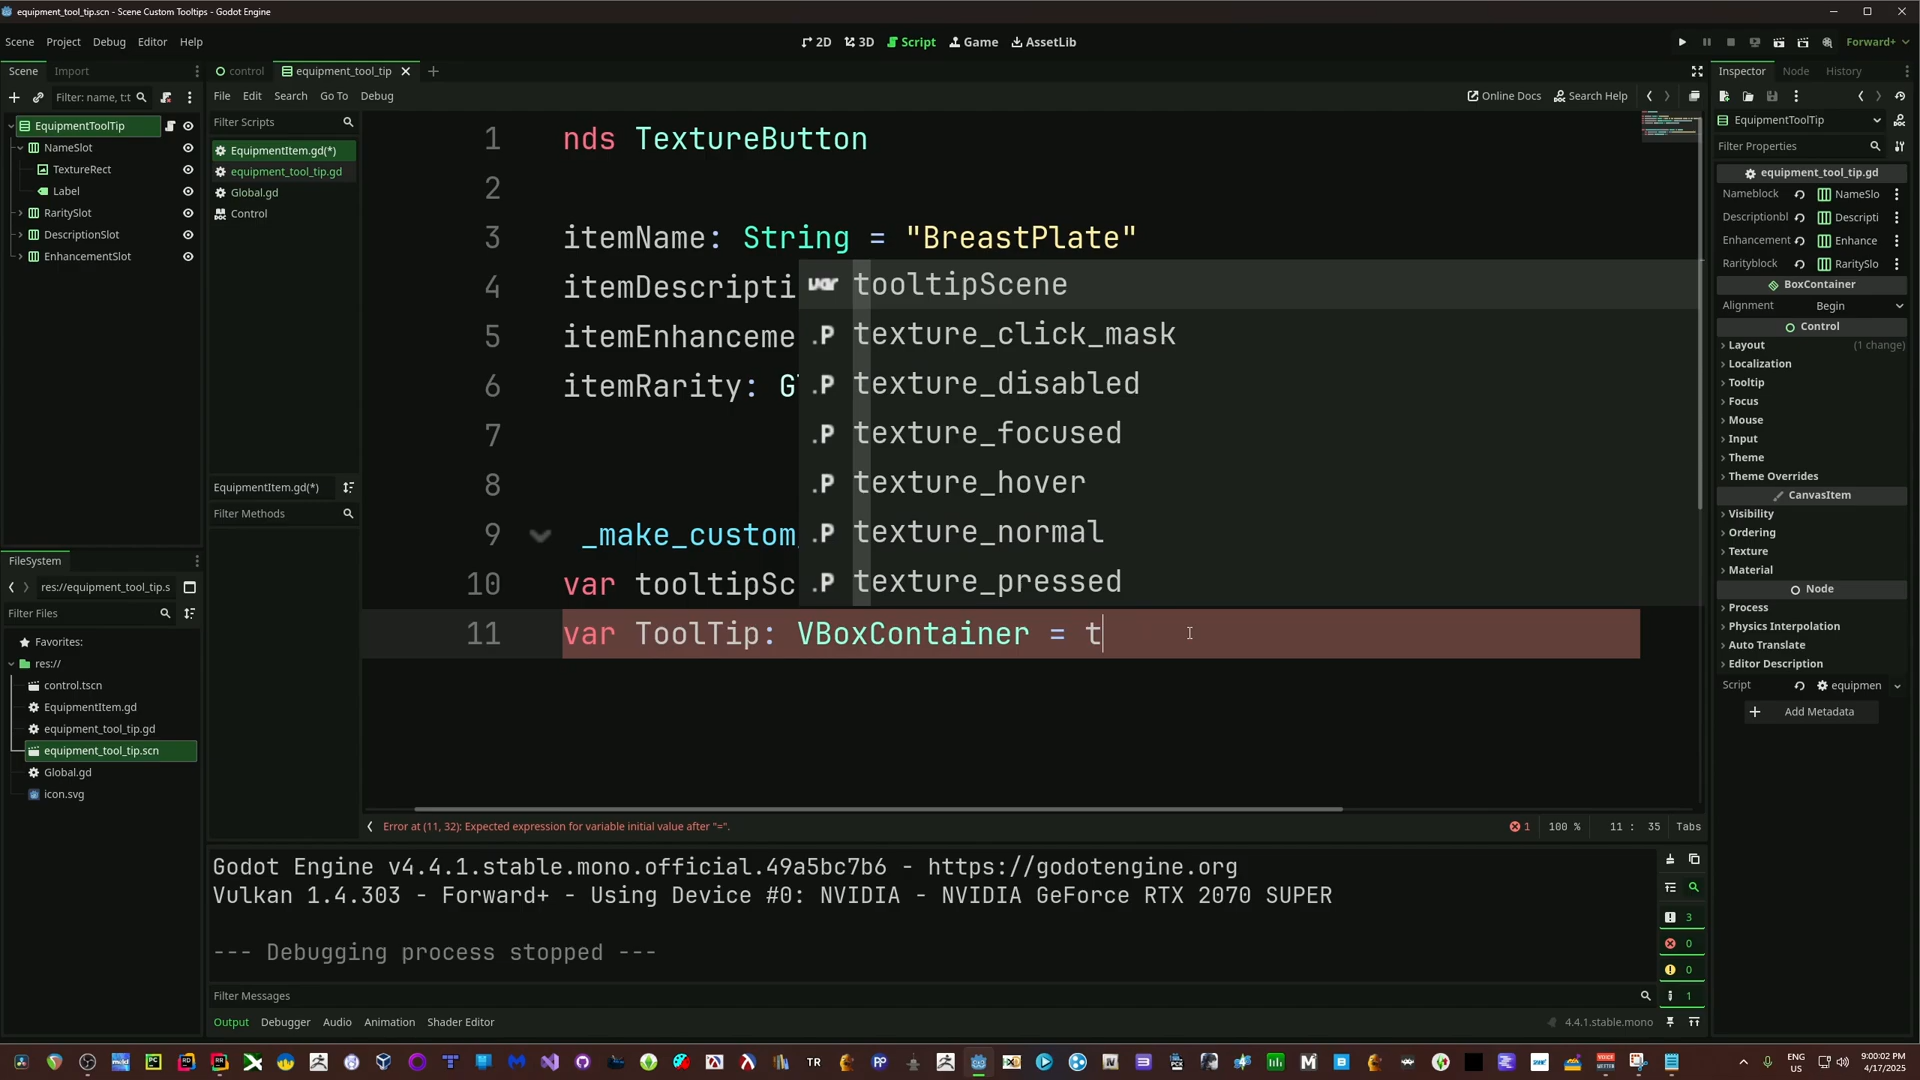 equipment_tool_tip.scn - Scene Custom Tooltips - Godot Engine
Scene Project Debug Editor Help
2D 3D Script Game AssetLib
Forward+
Scene Import
control equipment_tool_tip
Inspector Node History
Filter: name, t:t
File Edit Search Go To Debug
Online Docs Search Help
EquipmentToolTip
NameSlot
TextureRect
Label
RaritySlot
DescriptionSlot
EnhancementSlot
Filter Scripts
EquipmentItem.gd(*)
equipment_tool_tip.gd
Global.gd
Control
EquipmentItem.gd(*)
Filter Methods
1 nds TextureButton
2
3 itemName: String = "BreastPlate"
4 itemDescripti
5 itemEnhanceme
6 itemRarity: G
7
8
9 _make_custom_
10 var tooltipSc
11 var ToolTip: VBoxContainer = t
var tooltipScene
.P texture_click_mask
.P texture_disabled
.P texture_focused
.P texture_hover
.P texture_normal
.P texture_pressed
Error at (11, 32): Expected expression for variable initial value after "=".
1 100 % 11 : 35 Tabs
EquipmentToolTip
Filter Properties
equipment_tool_tip.gd
Nameblock NameSlo
Descriptionbl Descripti
Enhancement Enhance
Rarityblock RaritySlo
BoxContainer
Alignment Begin
Control
Layout (1 change)
Localization
Tooltip
Focus
Mouse
Input
Theme
Theme Overrides
CanvasItem
Visibility
Ordering
Texture
Material
Node
Process
Physics Interpolation
Auto Translate
Editor Description
Script equipmen
Add Metadata
FileSystem
res://equipment_tool_tip.s
Filter Files
Favorites:
res://
control.tscn
EquipmentItem.gd
equipment_tool_tip.gd
equipment_tool_tip.scn
Global.gd
icon.svg
Godot Engine v4.4.1.stable.mono.official.49a5bc7b6 - https://godotengine.org
Vulkan 1.4.303 - Forward+ - Using Device #0: NVIDIA - NVIDIA GeForce RTX 2070 SUPER
--- Debugging process stopped ---
3
0
0
1
Filter Messages
Output Debugger Audio Animation Shader Editor
4.4.1.stable.mono
ENG
US
9:00:02 PM
4/17/2025